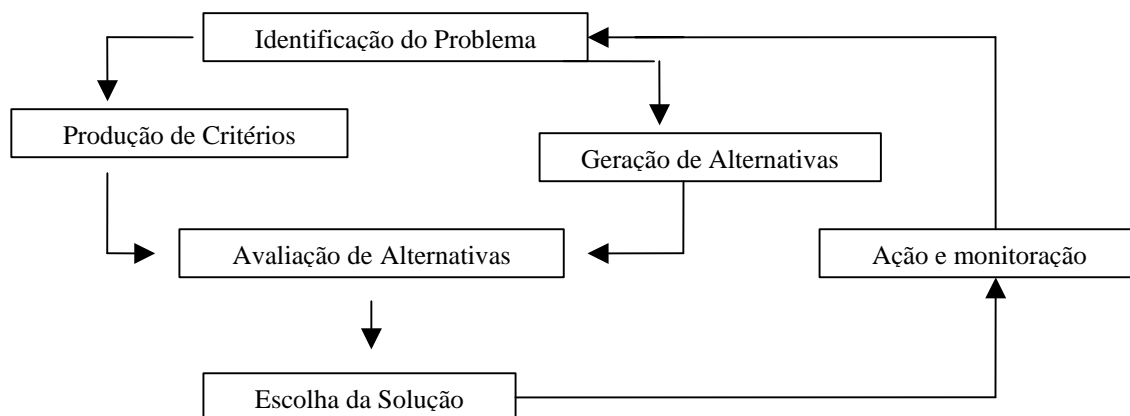 Identificação do Problema
Produção de Critérios
Geração de Alternativas
Avaliação de Alternativas
Ação e monitoração
Escolha da Solução